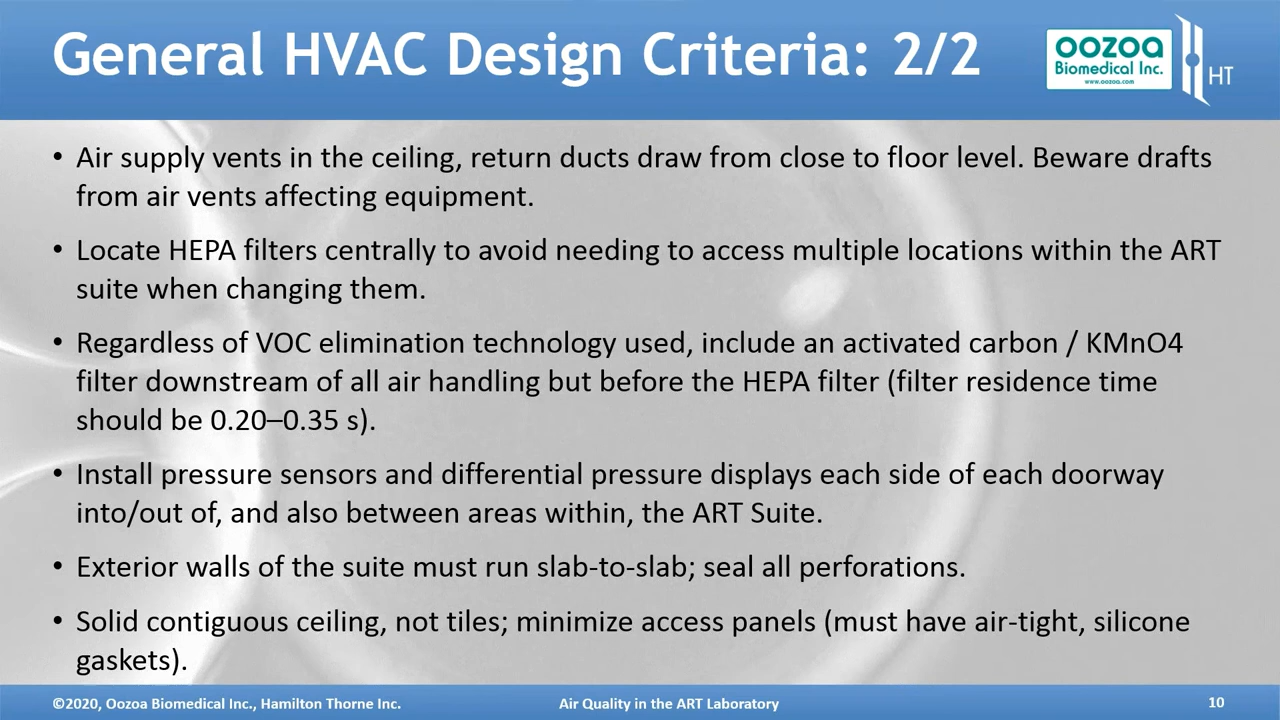 General HVAC Design Criteria: 2/2
oozoa
Biomedical Inc.
www.oozoa.com
HT
• Air supply vents in the ceiling, return ducts draw from close to floor level. Beware drafts
from air vents affecting equipment.
• Locate HEPA filters centrally to avoid needing to access multiple locations within the ART
suite when changing them.
• Regardless of VOC elimination technology used, include an activated carbon / KMnO4
filter downstream of all air handling but before the HEPA filter (filter residence time
should be 0.20–0.35 s).
• Install pressure sensors and differential pressure displays each side of each doorway
into/out of, and also between areas within, the ART Suite.
• Exterior walls of the suite must run slab-to-slab; seal all perforations.
• Solid contiguous ceiling, not tiles; minimize access panels (must have air-tight, silicone
gaskets).
©2020, Oozoa Biomedical Inc., Hamilton Thorne Inc.
Air Quality in the ART Laboratory
10